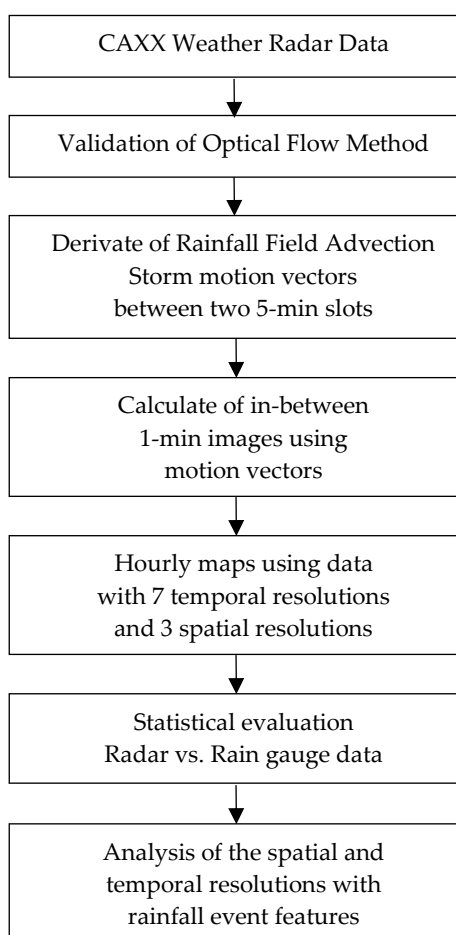 CAXX Weather Radar Data
Validation of Optical Flow Method
Derivate of Rainfall Field Advection
Storm motion vectors
between two 5-min slots
Calculate of in-between
1-min images using
motion vectors
Hourly maps using data
with 7 temporal resolutions
and 3 spatial resolutions
Statistical evaluation
Radar vs. Rain gauge data
Analysis of the spatial and
temporal resolutions with
rainfall event features